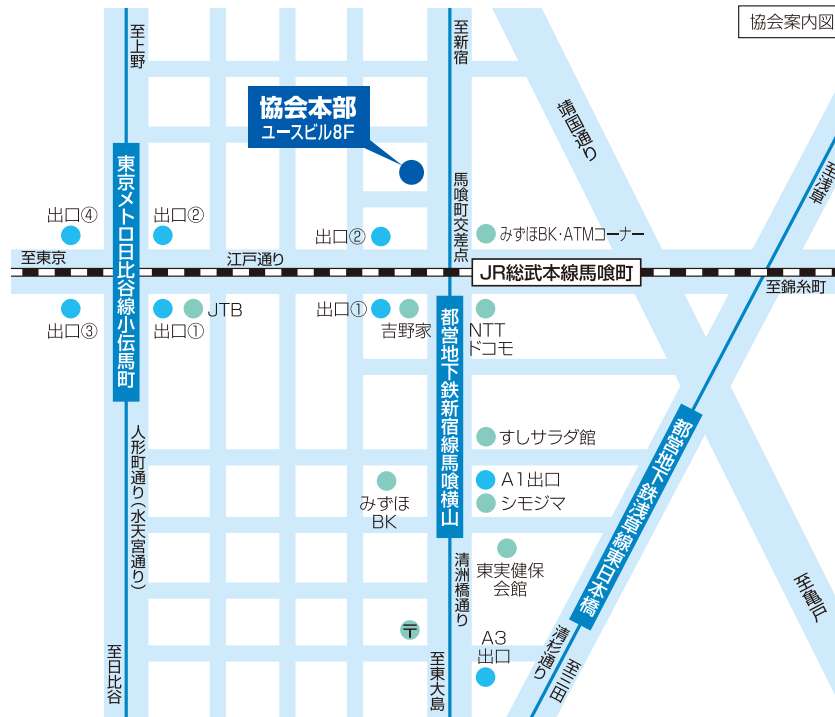 協会案内図
至上野
至新宿
協会本部
ユースビル8F
靖国通り
至浅草
東京メトロ日比谷線小伝馬町
馬喰町交差点
出口④
出口②
出口②
みずほBK・ATMコーナー
至東京
江戸通り
JR総武本線馬喰町
至錦糸町
出口③
出口①
JTB
出口①
吉野家
NTT
ドコモ
都営地下鉄新宿線馬喰横山
都営地下鉄浅草線東日本橋
人形町通り(水天宮通り)
すしサラダ館
A1出口
シモジマ
みずほ
BK
東実健保
会館
清洲橋通り
至亀戸
〒
A3
出口
清杉通り
至三田
至日比谷
至東大島